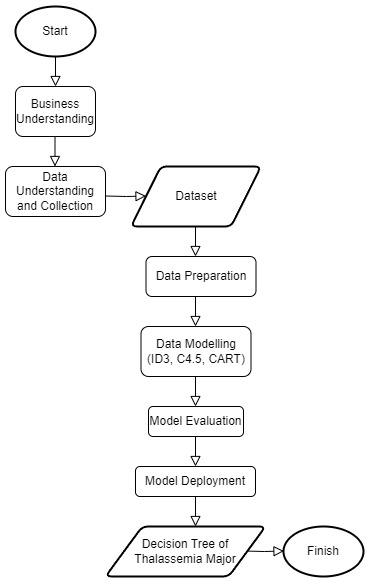 Start
Business
Understanding
Data
Understanding
and Collection
Dataset
Data Preparation
Data Modelling
(ID3, C4.5, CART)
Model Evaluation
Model Deployment
Decision Tree of
Thalassemia Major
Finish